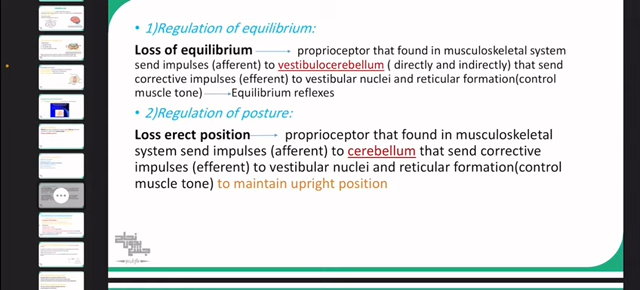 • 1)Regulation of equilibrium:
Loss of equilibrium → proprioceptor that found in musculoskeletal system
send impulses (afferent) to vestibulocerebellum ( directly and indirectly) that send
corrective impulses (efferent) to vestibular nuclei and reticular formation(control
muscle tone) → Equilibrium reflexes
• 2)Regulation of posture:
Loss erect position → proprioceptor that found in musculoskeletal
system send impulses (afferent) to cerebellum that send corrective
impulses (efferent) to vestibular nuclei and reticular formation(control
muscle tone) to maintain upright position